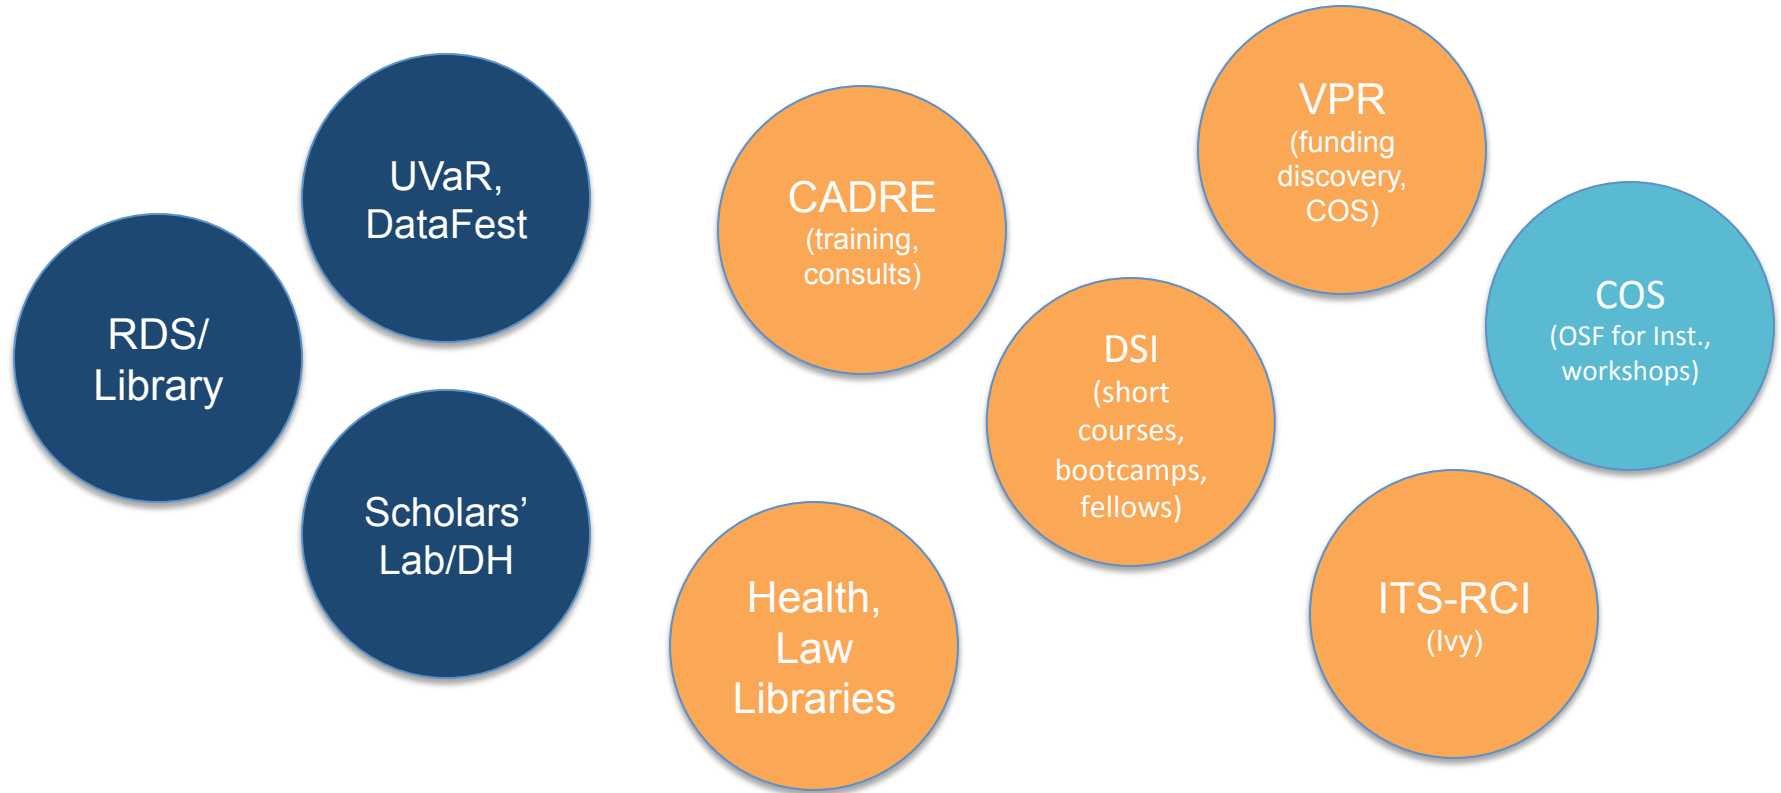 RDS/
Library
UVaR,
DataFest
Scholars’
Lab/DH
CADRE
(training,
consults)
Health,
Law
Libraries
DSI
(short
courses,
bootcamps,
fellows)
VPR
(funding
discovery,
COS)
ITS-RCI
(Ivy)
COS
(OSF for Inst.,
workshops)